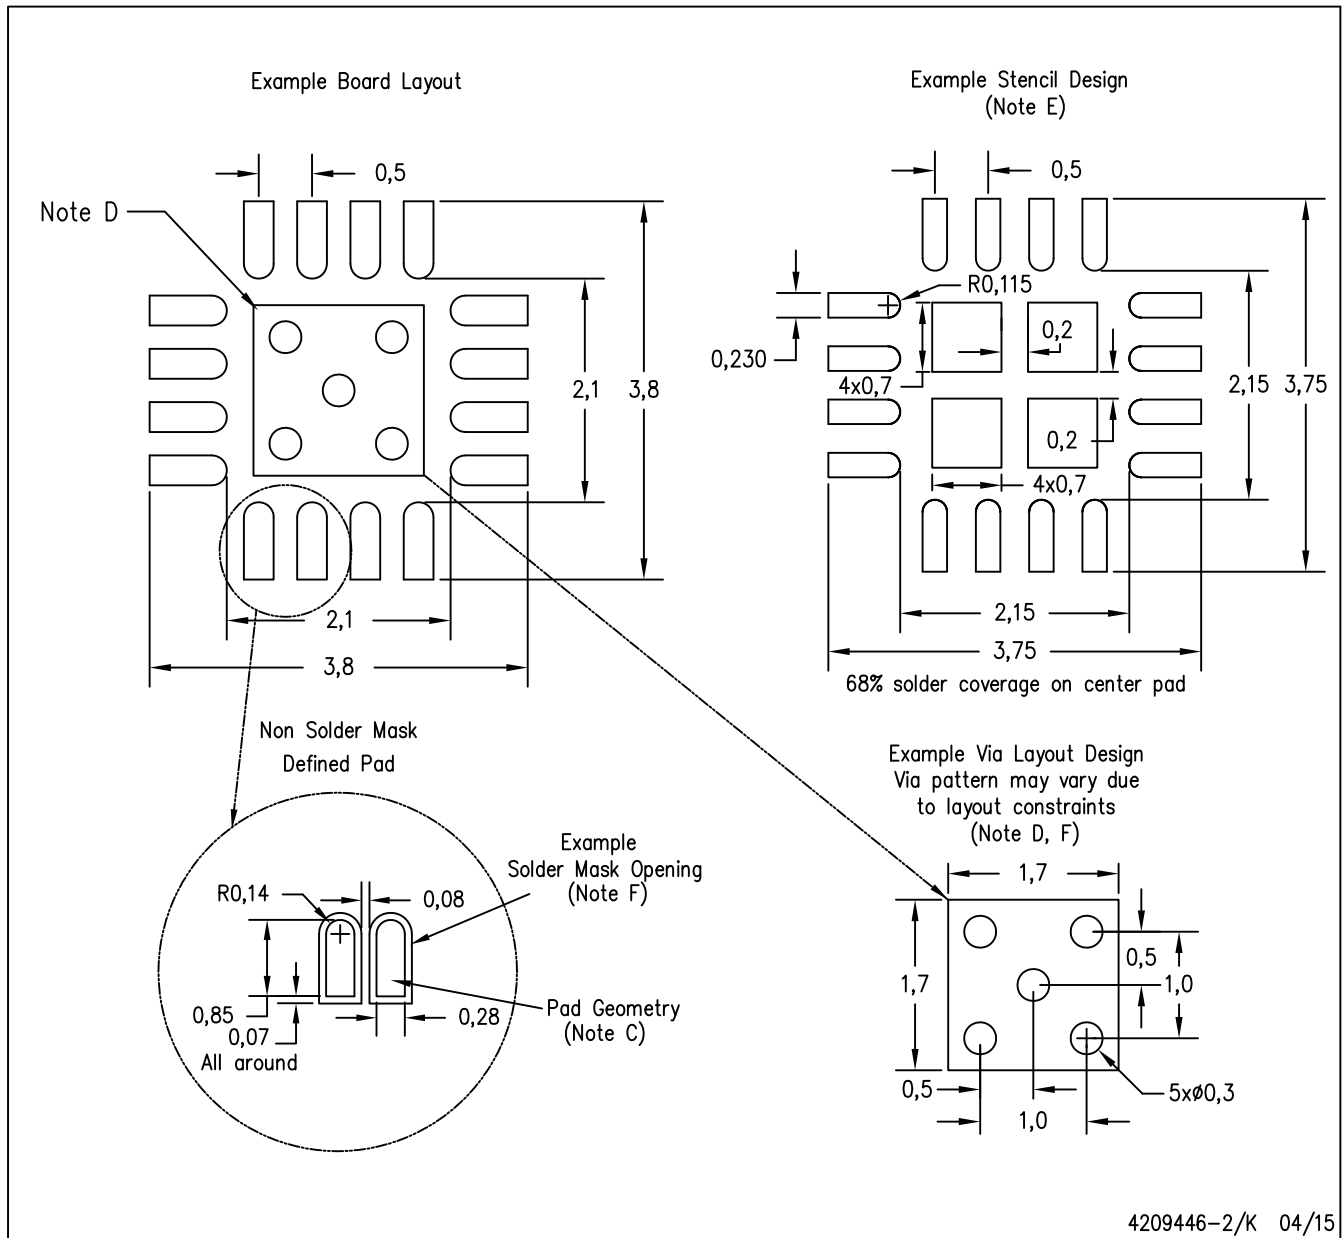 Example Board Layout
0,5
Note D
2,1
3,8
2,1
3,8
Example Stencil Design
(Note E)
0,5
R0,115
0,230
0,2
4x0,7
2,15
3,75
0,2
4x0,7
2,15
3,75
68% solder coverage on center pad
Non Solder Mask
Defined Pad
Example
Solder Mask Opening
(Note F)
R0,14
0,08
0,85
0,07
All around
0,28
Pad Geometry
(Note C)
Example Via Layout Design
Via pattern may vary due
to layout constraints
(Note D, F)
1,7
0,5
1,7
1,0
0,5
5xø0,3
1,0
4209446-2/K 04/15